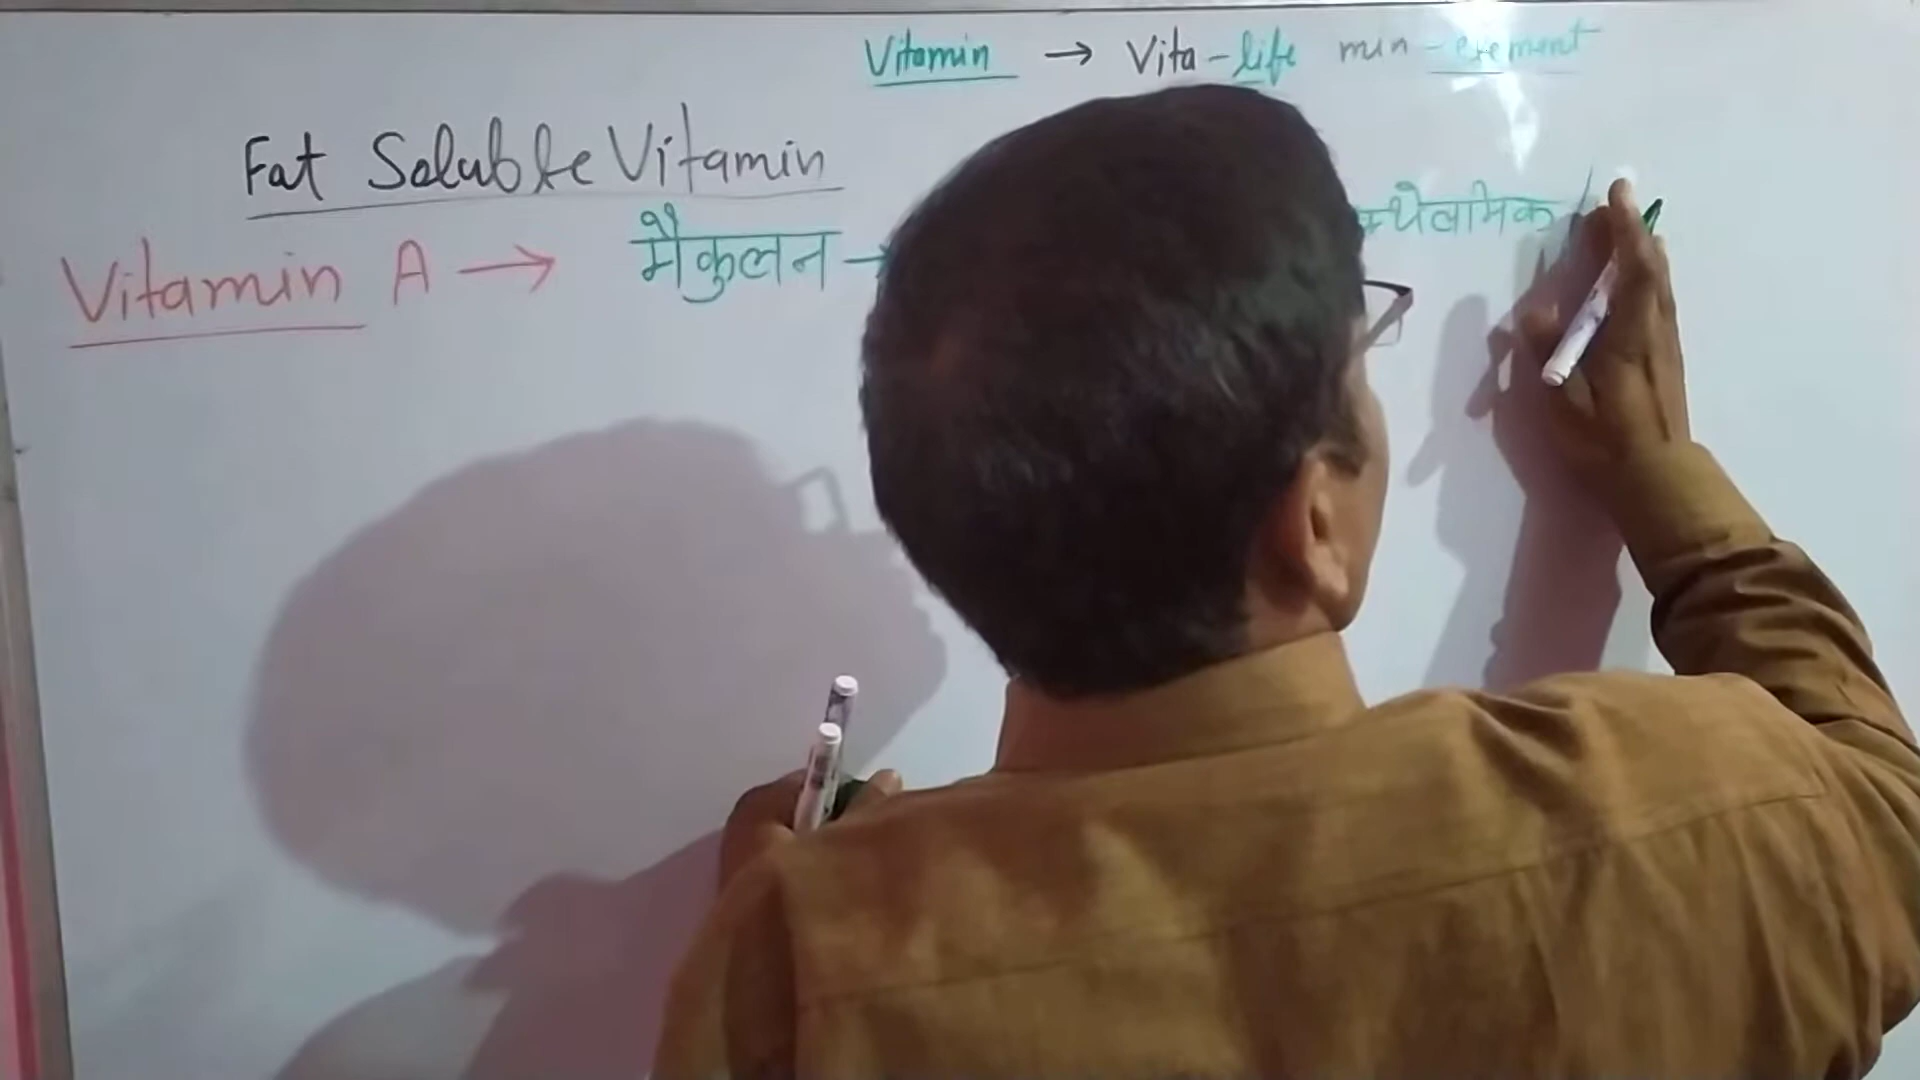 Vitamin → Vita - life min - element
Fat Soluble Vitamin
Vitamin A → मैकुलन →